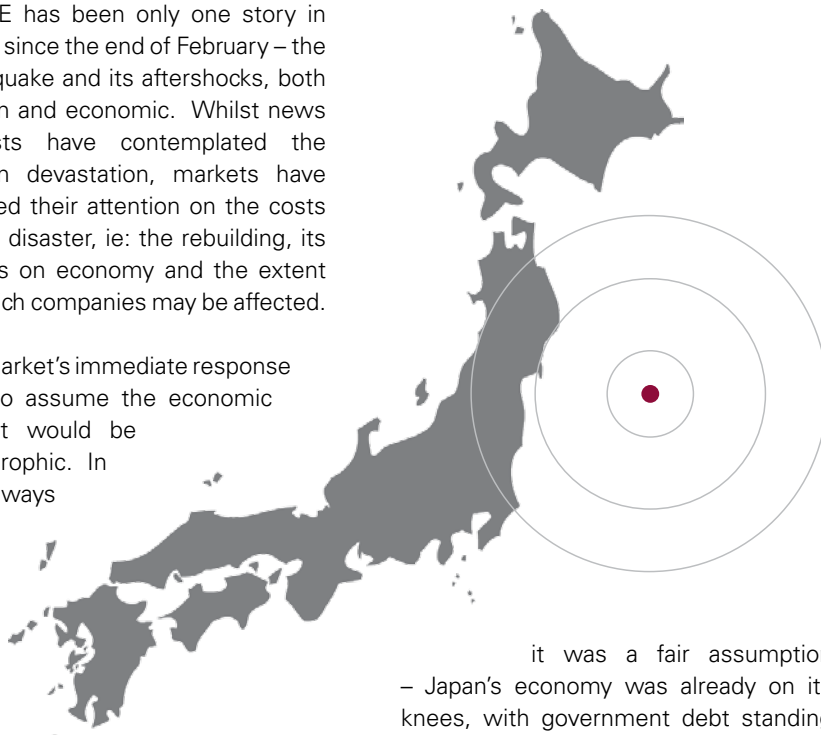 E has been only one story in
since the end of February – the
quake and its aftershocks, both
n and economic. Whilst news
sts have contemplated the
n devastation, markets have
ed their attention on the costs
disaster, ie: the rebuilding, its
s on economy and the extent
ch companies may be affected.
arket's immediate response
o assume the economic
t would be
rophic. In
ways
it was a fair assumption
– Japan's economy was already on it
knees, with government debt standing